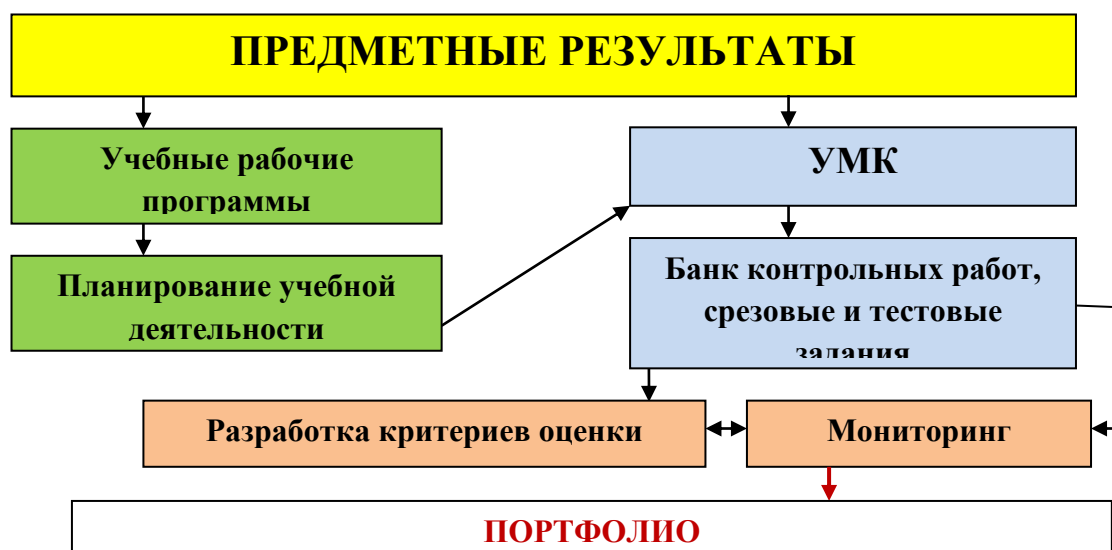 ПРЕДМЕТНЫЕ РЕЗУЛЬТАТЫ
Учебные рабочие
программы
УМК
Планирование учебной
деятельности
Банк контрольных работ,
срезовые и тестовые
задания
Разработка критериев оценки
Мониторинг
ПОРТФОЛИО